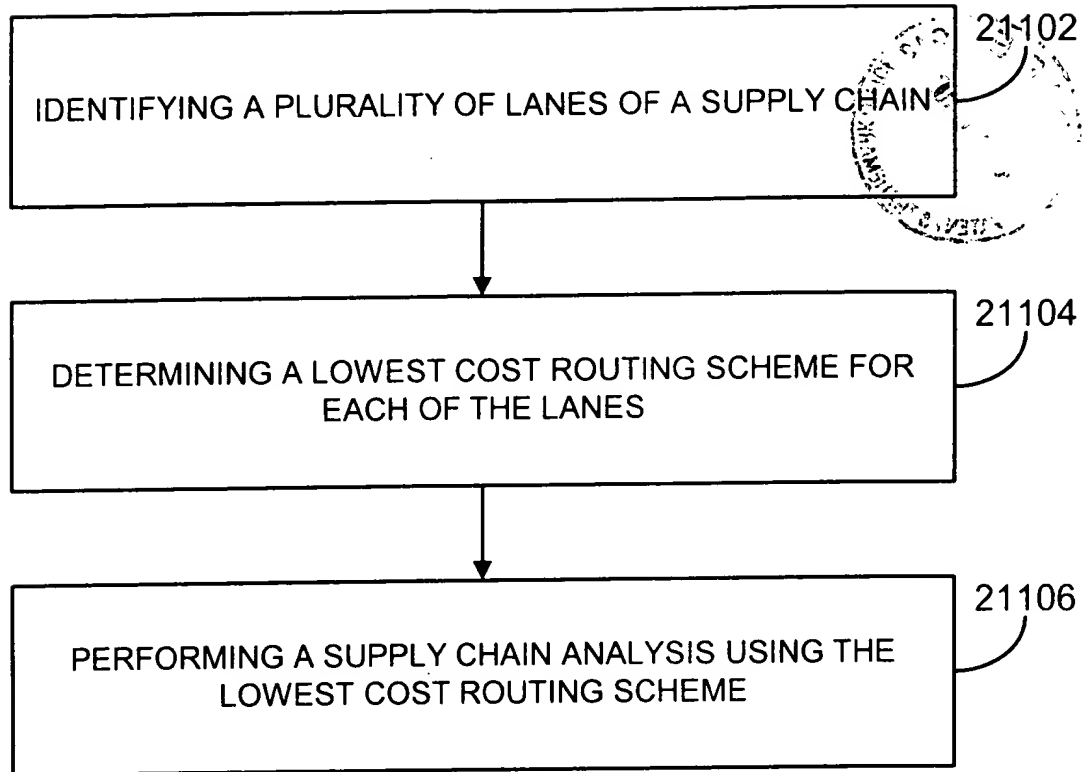 21102
IDENTIFYING A PLURALITY OF LANES OF A SUPPLY CHAIN
21104
DETERMINING A LOWEST COST ROUTING SCHEME FOR
EACH OF THE LANES
21106
PERFORMING A SUPPLY CHAIN ANALYSIS USING THE
LOWEST COST ROUTING SCHEME